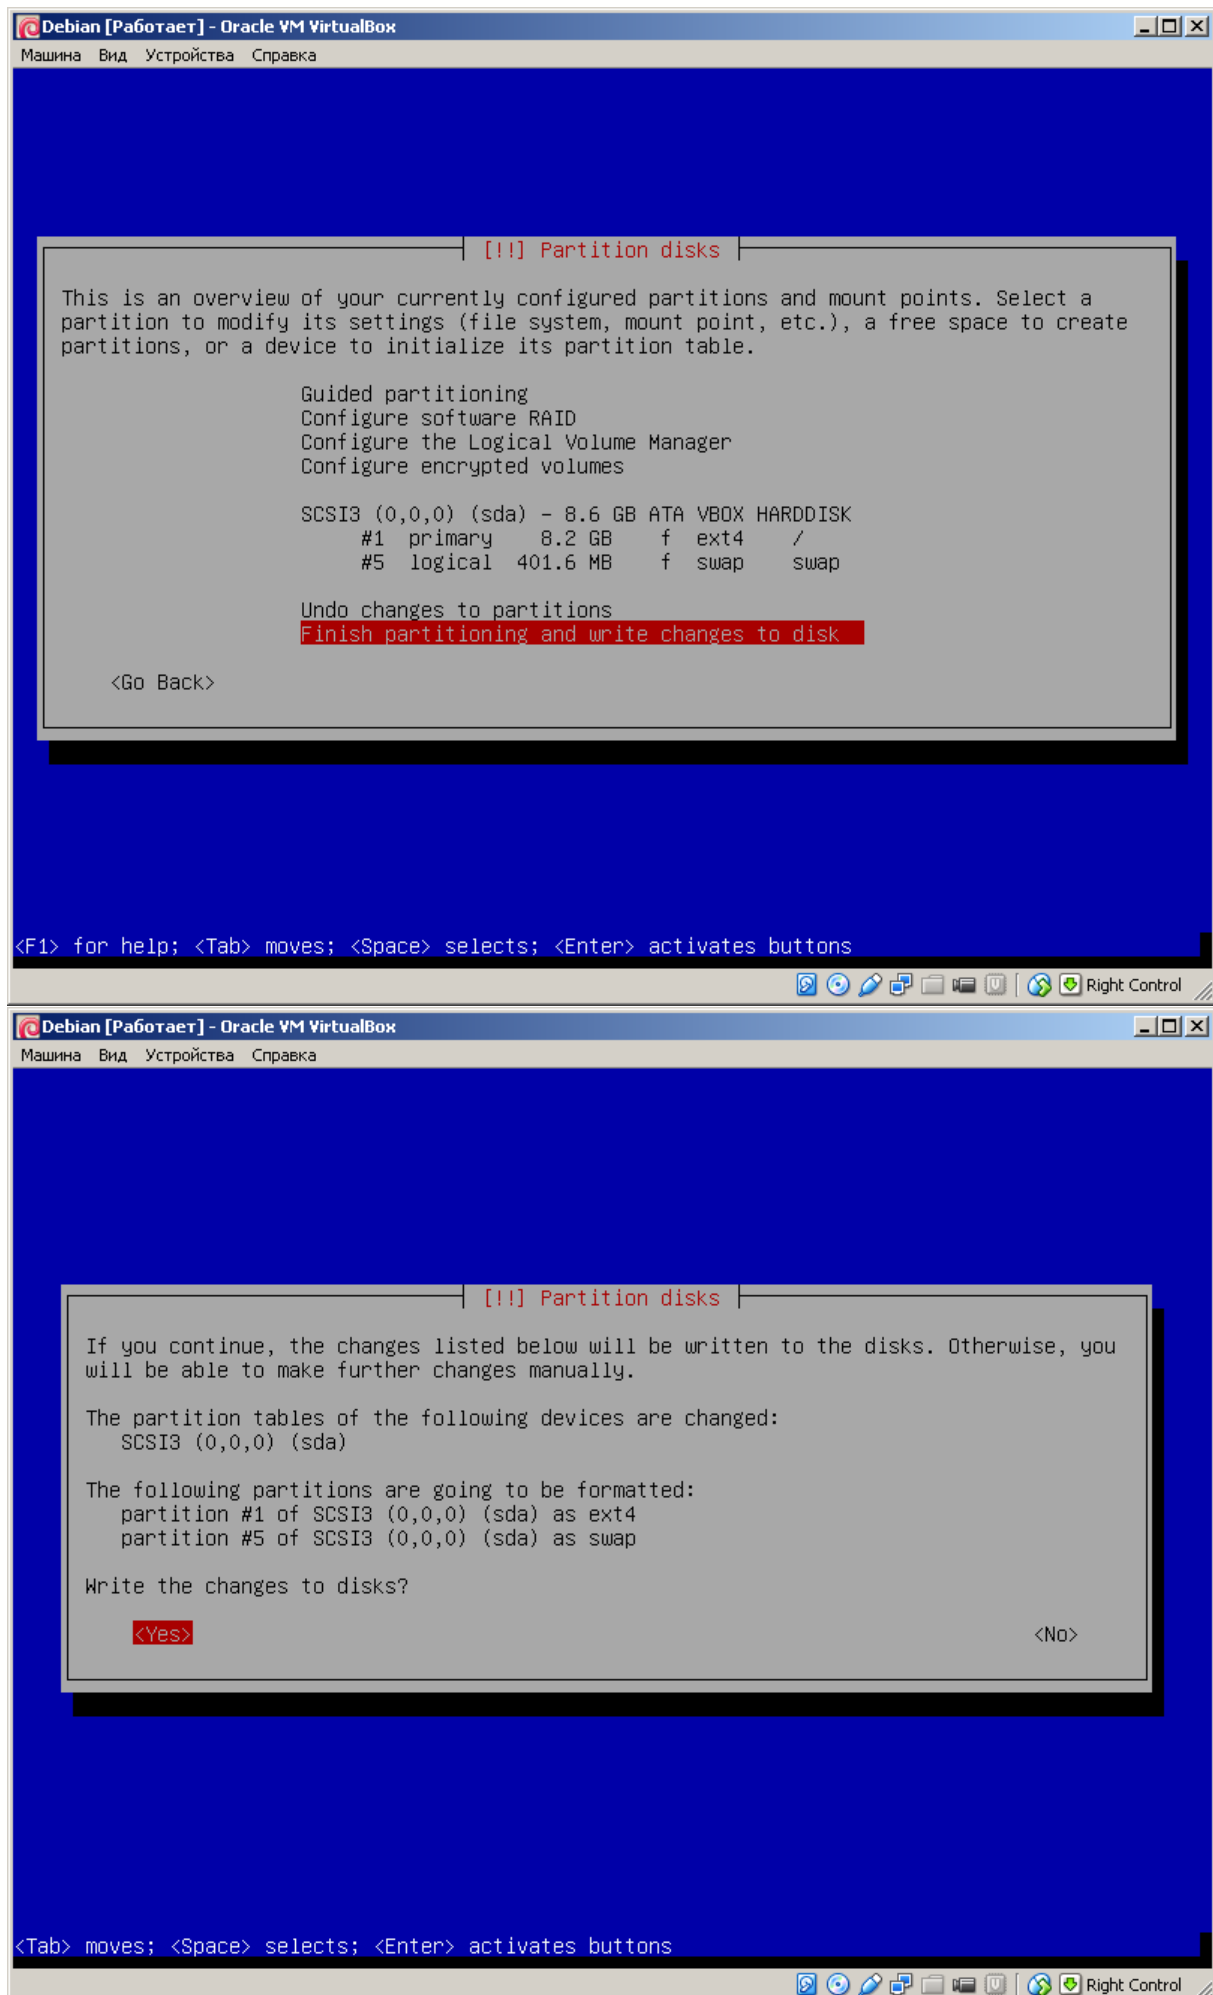 Debian [Работает] - Oracle VM VirtualBox
Машина Вид Устройства Справка
[!!] Partition disks
This is an overview of your currently configured partitions and mount points. Select a
partition to modify its settings (file system, mount point, etc.), a free space to create
partitions, or a device to initialize its partition table.
Guided partitioning
Configure software RAID
Configure the Logical Volume Manager
Configure encrypted volumes
SCSI3 (0,0,0) (sda) - 8.6 GB ATA VBOX HARDDISK
#1 primary 8.2 GB f ext4 /
#5 logical 401.6 MB f swap swap
Undo changes to partitions
Finish partitioning and write changes to disk
<Go Back>
<F1> for help; <Tab> moves; <Space> selects; <Enter> activates buttons
Right Control
Debian [Работает] - Oracle VM VirtualBox
Машина Вид Устройства Справка
[!!] Partition disks
If you continue, the changes listed below will be written to the disks. Otherwise, you
will be able to make further changes manually.
The partition tables of the following devices are changed:
SCSI3 (0,0,0) (sda)
The following partitions are going to be formatted:
partition #1 of SCSI3 (0,0,0) (sda) as ext4
partition #5 of SCSI3 (0,0,0) (sda) as swap
Write the changes to disks?
<Yes> <No>
<Tab> moves; <Space> selects; <Enter> activates buttons
Right Control